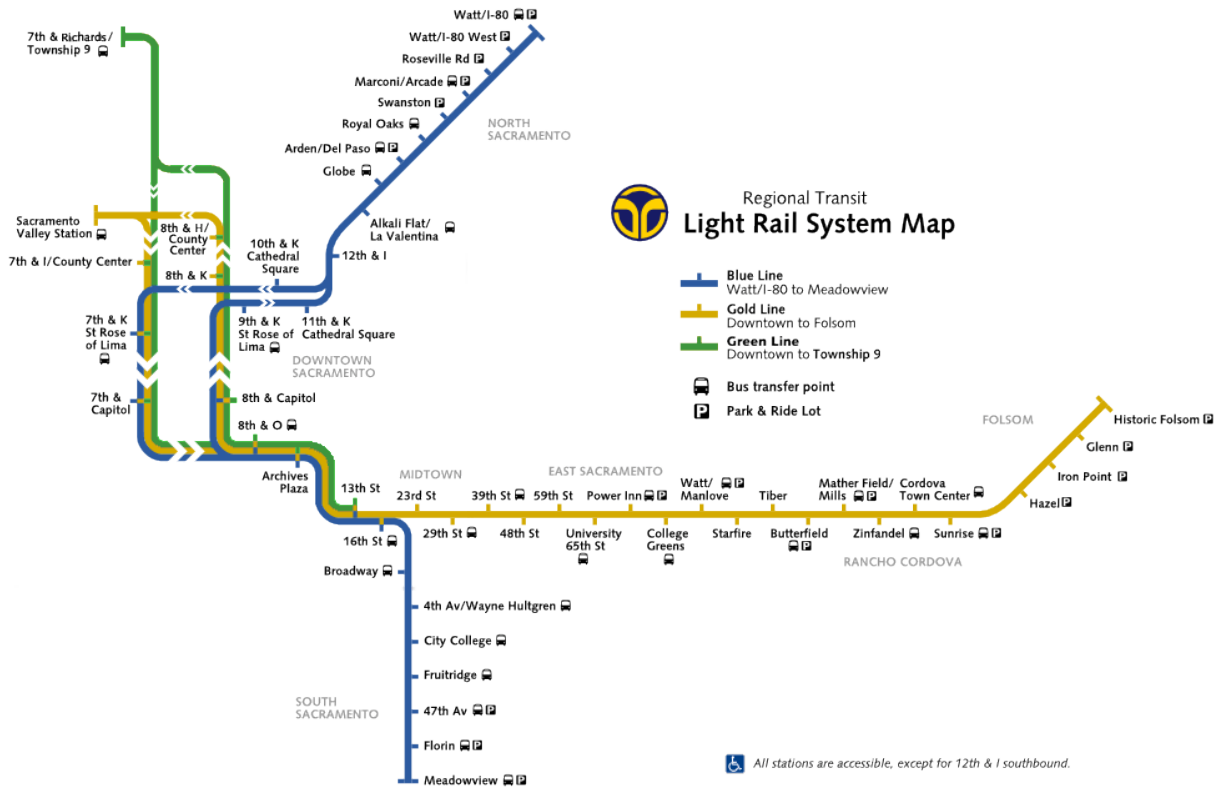 Watt/I-80
Watt/I-80 West
Roseville Rd
Marconi/Arcade
Swanston
Royal Oaks
Arden/Del Paso
Globe
NORTH
SACRAMENTO
7th & Richards/
Township 9
Sacramento
Valley Station
8th & H/
County
Center
7th & I/County Center
8th & K
10th & K
Cathedral
Square
Alkali Flat/
La Valentina
12th & I
7th & K
St Rose
of Lima
9th & K
St Rose of
Lima
11th & K
Cathedral Square
DOWNTOWN
SACRAMENTO
7th &
Capitol
8th & Capitol
8th & O
Archives
Plaza
13th St
16th St
Regional Transit
Light Rail System Map
Blue Line
Watt/I-80 to Meadowview
Gold Line
Downtown to Folsom
Green Line
Downtown to Township 9
Bus transfer point
P Park & Ride Lot
MIDTOWN
EAST SACRAMENTO
FOLSOM
RANCHO CORDOVA
23rd St
29th St
39th St
48th St
59th St
University
65th St
Power Inn
College
Greens
Watt/
Manlove
Starfire
Tiber
Butterfield
Mather Field/
Mills
Zinfandel
Cordova
Town Center
Sunrise
Hazel
Iron Point
Glenn
Historic Folsom
Broadway
4th Av/Wayne Hultgren
City College
Fruitridge
47th Av
Florin
Meadowview
SOUTH
SACRAMENTO
All stations are accessible, except for 12th & I southbound.